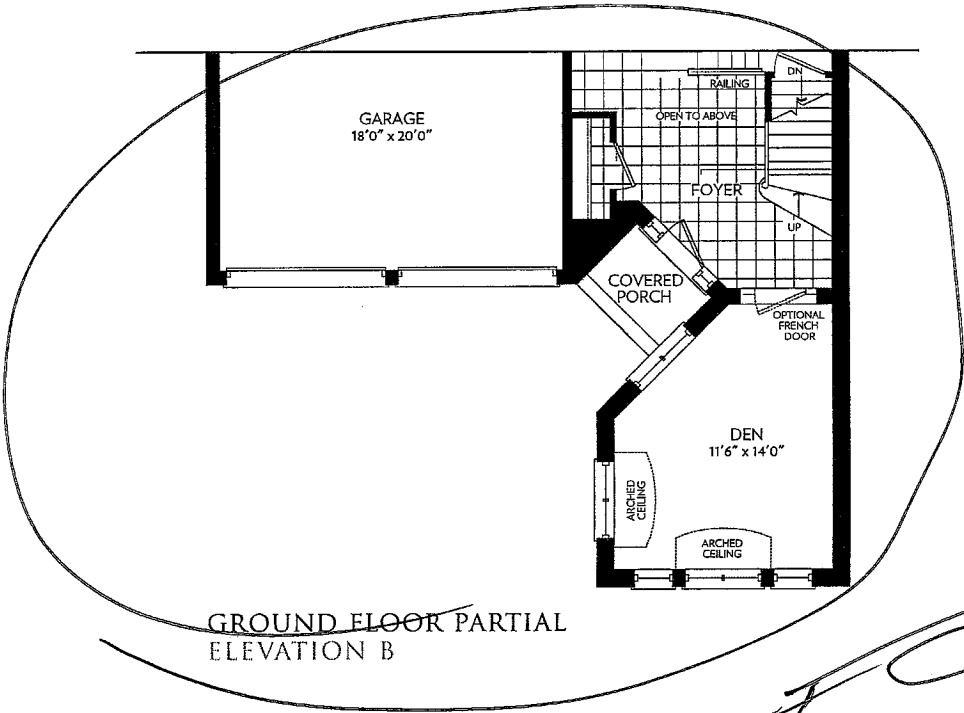 GARAGE
18'0" x 20'0"
RAILING
DN
OPEN TO ABOVE
FOYER
UP
COVERED
PORCH
OPTIONAL
FRENCH
DOOR
DEN
11'6" x 14'0"
ARCHED
CEILING
ARCHED
CEILING
GROUND FLOOR PARTIAL
ELEVATION B